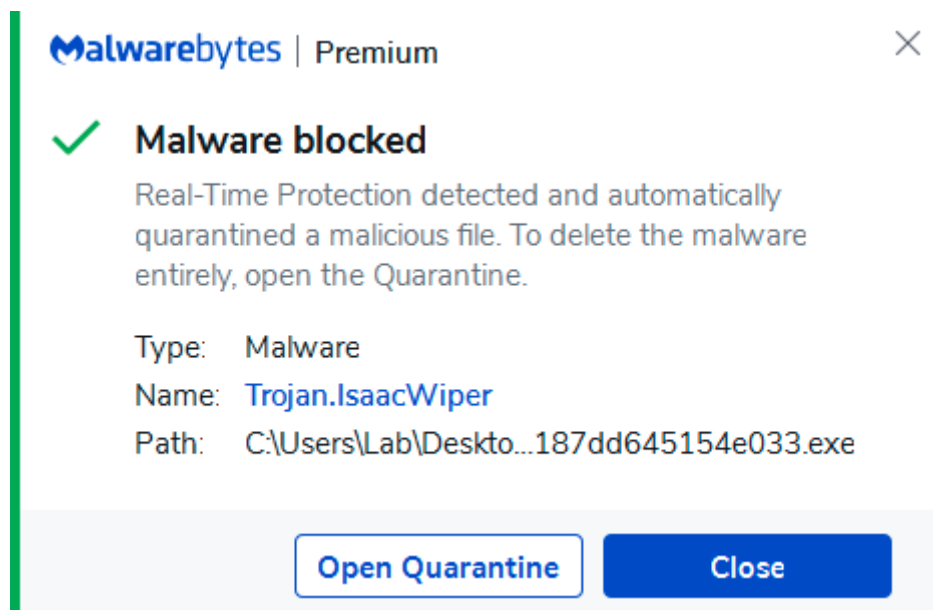 Malwarebytes | Premium
Malware blocked
Real-Time Protection detected and automatically
quarantined a malicious file. To delete the malware
entirely, open the Quarantine.
Type: Malware
Name: Trojan.IsaacWiper
Path: C:\Users\Lab\Deskto...187dd645154e033.exe
Open Quarantine Close